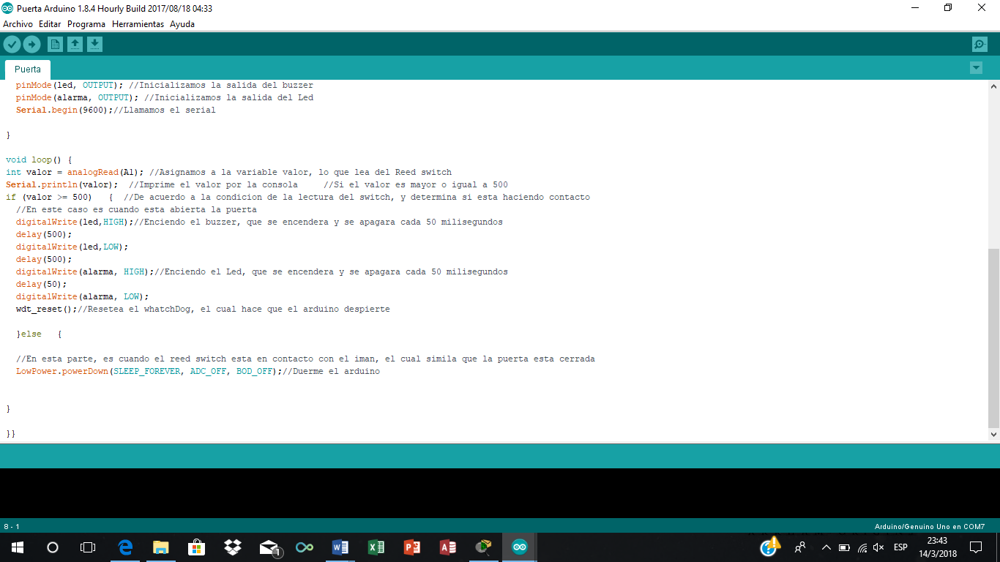 Puerta Arduino 1.8.4 Hourly Build 2017/08/18 04:33
Archivo Editar Programa Herramientas Ayuda
Puerta
pinMode(led, OUTPUT); //Inicializamos la salida del buzzer
pinMode(alarma, OUTPUT); //Inicializamos la salida del Led
Serial.begin(9600);//Llamamos el serial
}
void loop() {
int valor = analogRead(A1); //Asignamos a la variable valor, lo que lea del Reed switch
Serial.println(valor); //Imprime el valor por la consola //Si el valor es mayor o igual a 500
if (valor >= 500) { //De acuerdo a la condicion de la lectura del switch, y determina si esta haciendo contacto
//En este caso es cuando esta abierta la puerta
digitalWrite(led,HIGH);//Enciendo el buzzer, que se encendera y se apagara cada 50 milisegundos
delay(500);
digitalWrite(led,LOW);
delay(500);
digitalWrite(alarma, HIGH);//Enciendo el Led, que se encendera y se apagara cada 50 milisegundos
delay(50);
digitalWrite(alarma, LOW);
wdt_reset();//Resetea el whatchDog, el cual hace que el arduino despierte
}else {
//En esta parte, es cuando el reed switch esta en contacto con el iman, el cual simila que la puerta esta cerrada
LowPower.powerDown(SLEEP_FOREVER, ADC_OFF, BOD_OFF);//Duerme el arduino
}
}}
8 - 1
Arduino/Genuino Uno en COM7
1
ESP
23:43
14/3/2018